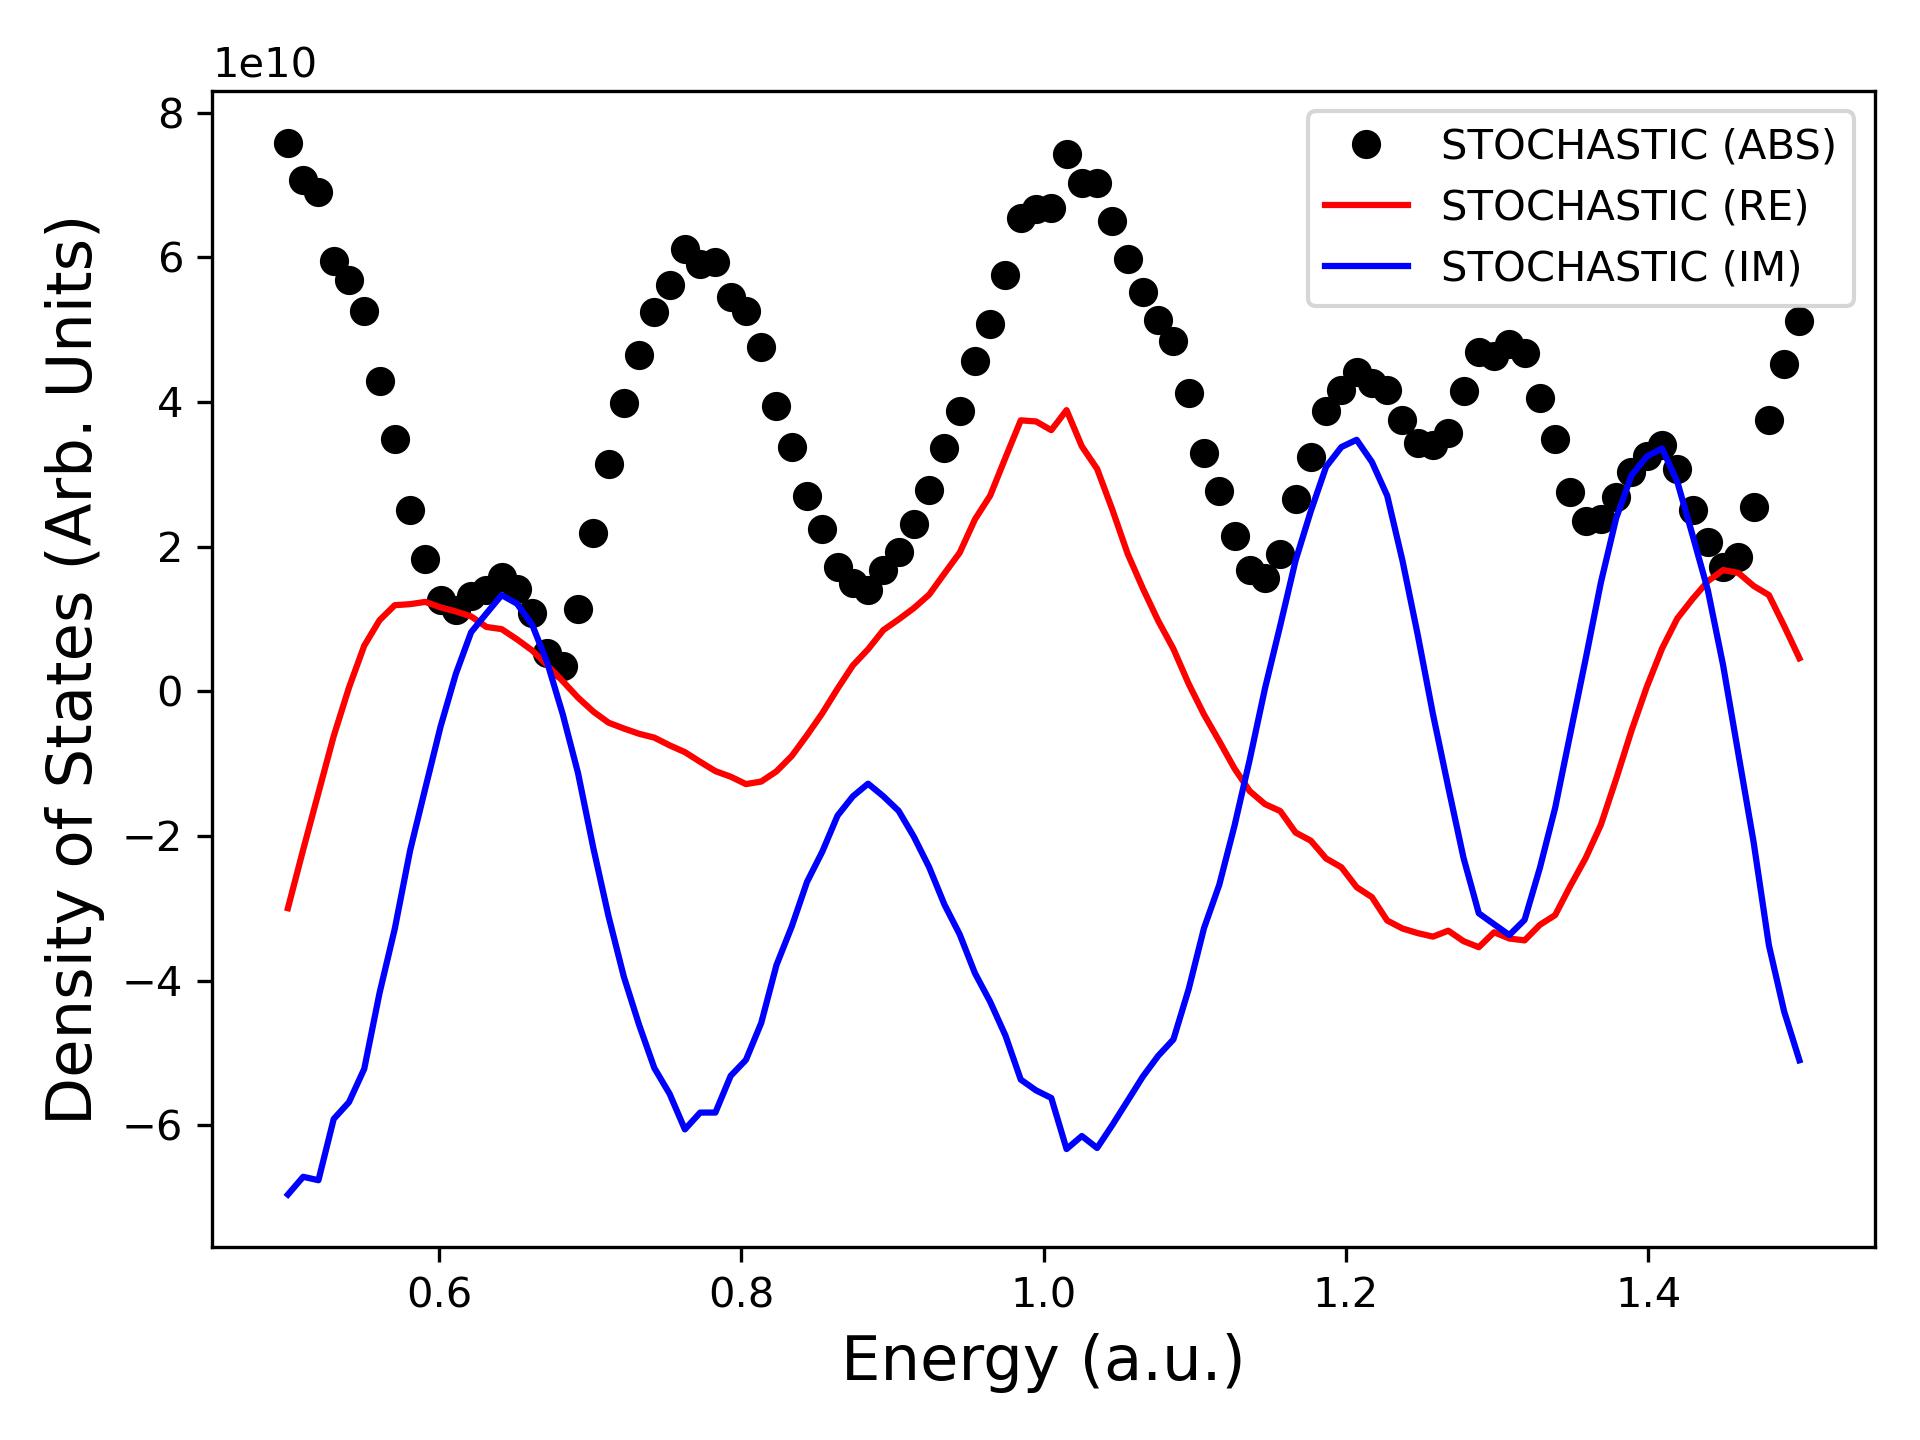 1e10
8
6
4
2
0
−2
−4
−6
Density of States (Arb. Units)
STOCHASTIC (ABS)
STOCHASTIC (RE)
STOCHASTIC (IM)
0.6 0.8 1.0 1.2 1.4
Energy (a.u.)